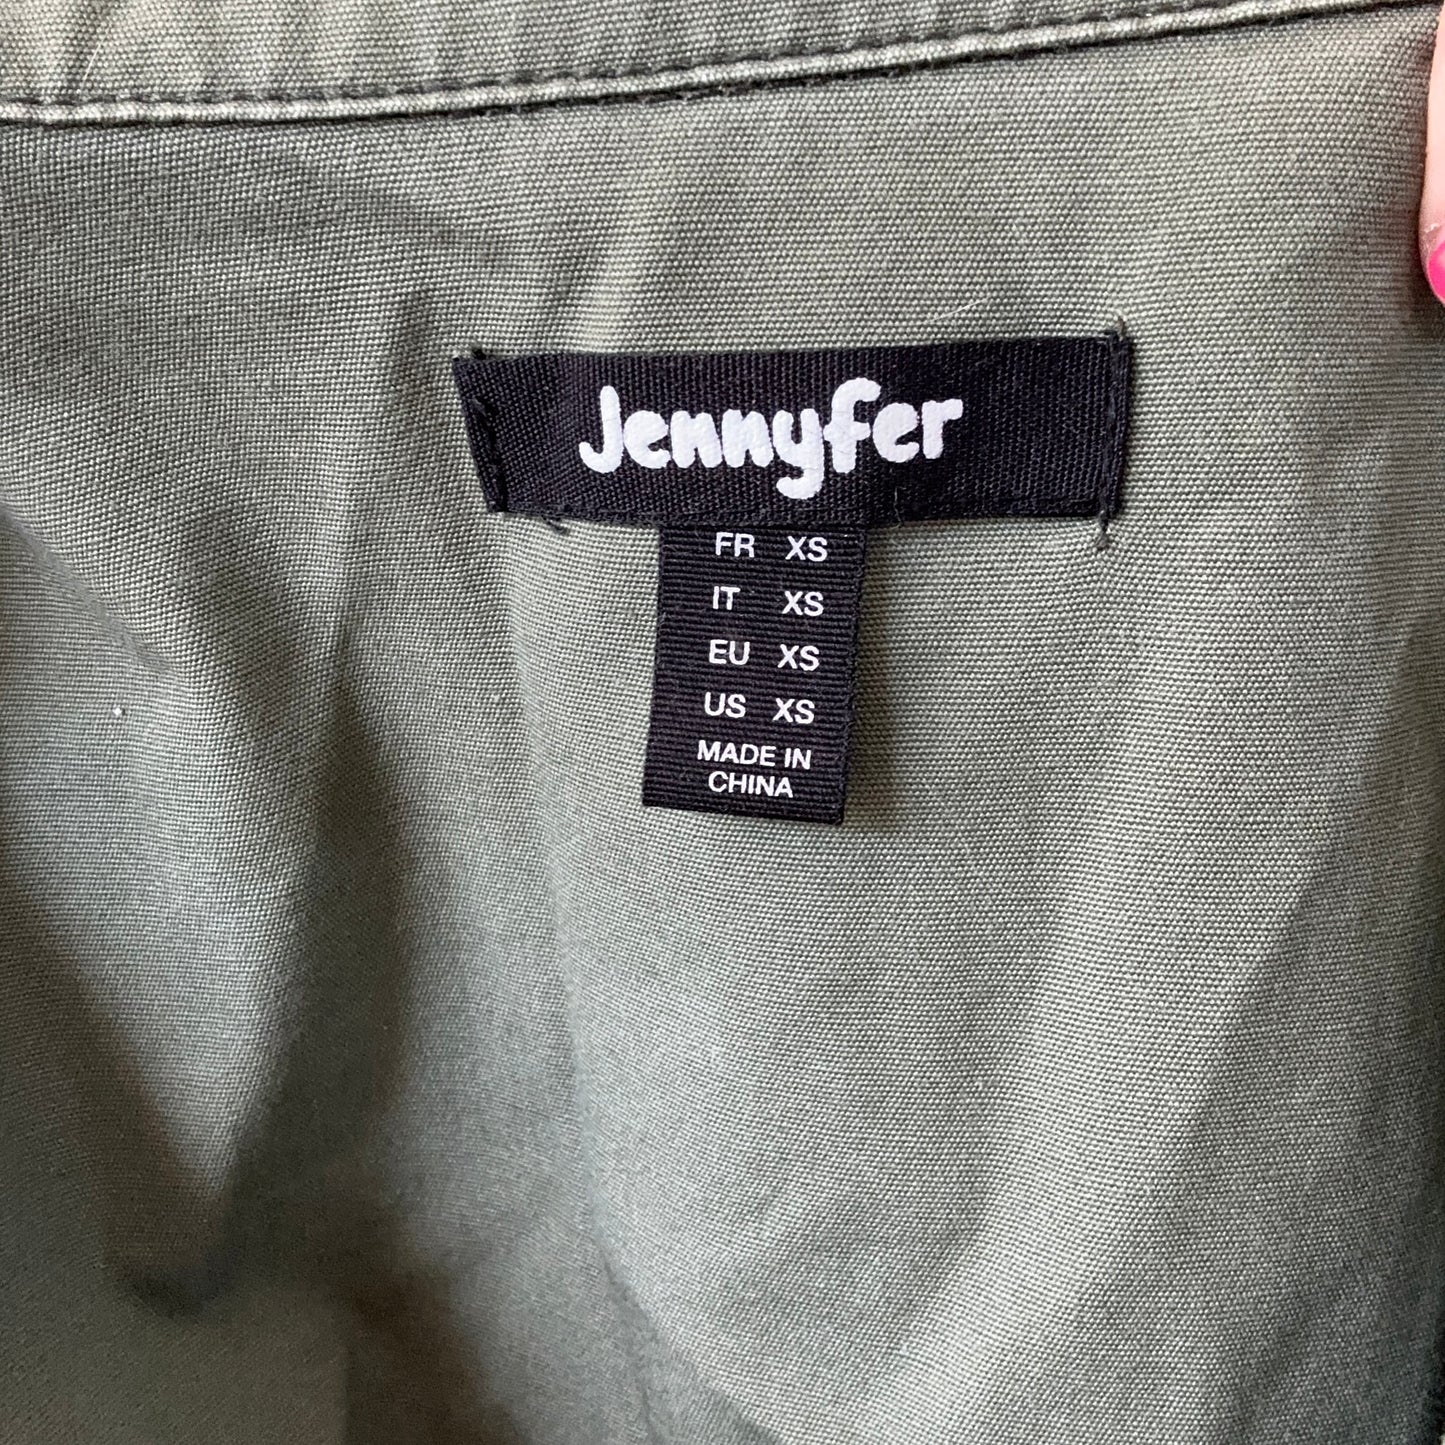 Jennyfer
FR XS
IT XS
EU XS
US XS
MADE IN
CHINA